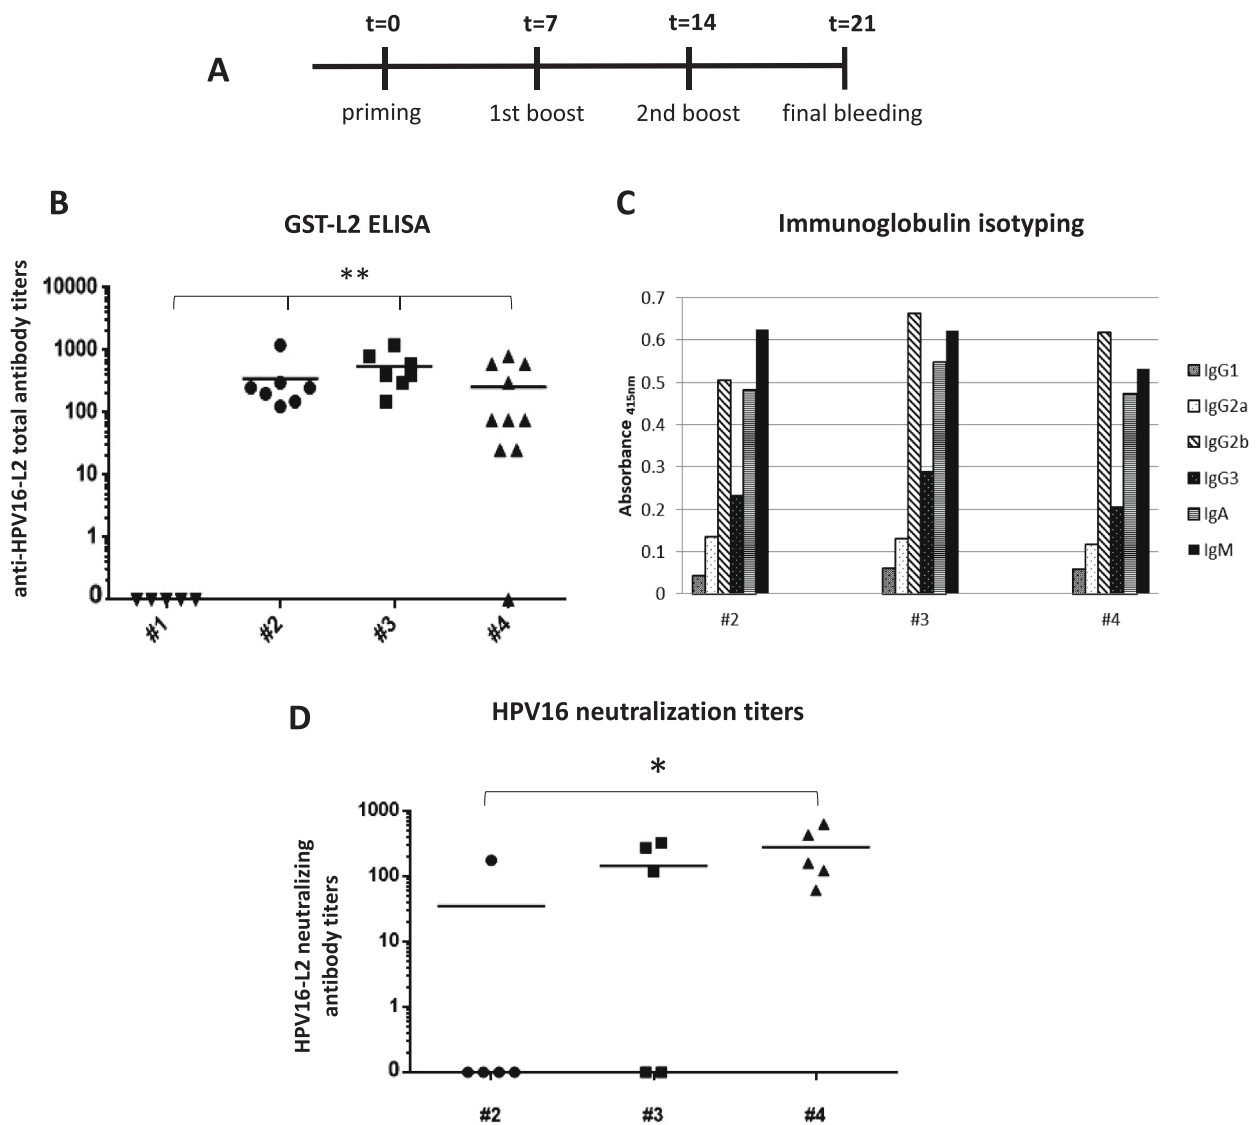 A
t=0 t=7 t=14 t=21
priming 1st boost 2nd boost final bleeding
B
GST-L2 ELISA
**
anti-HPV16-L2 total antibody titers
10000
1000
100
10
1
0
#1 #2 #3 #4
C
Immunoglobulin isotyping
Absorbance 415nm
0.7
0.6
0.5
0.4
0.3
0.2
0.1
0
#2 #3 #4
IgG1
IgG2a
IgG2b
IgG3
IgA
IgM
D
HPV16 neutralization titers
*
HPV16-L2 neutralizing
antibody titers
1000
100
10
1
0
#2 #3 #4